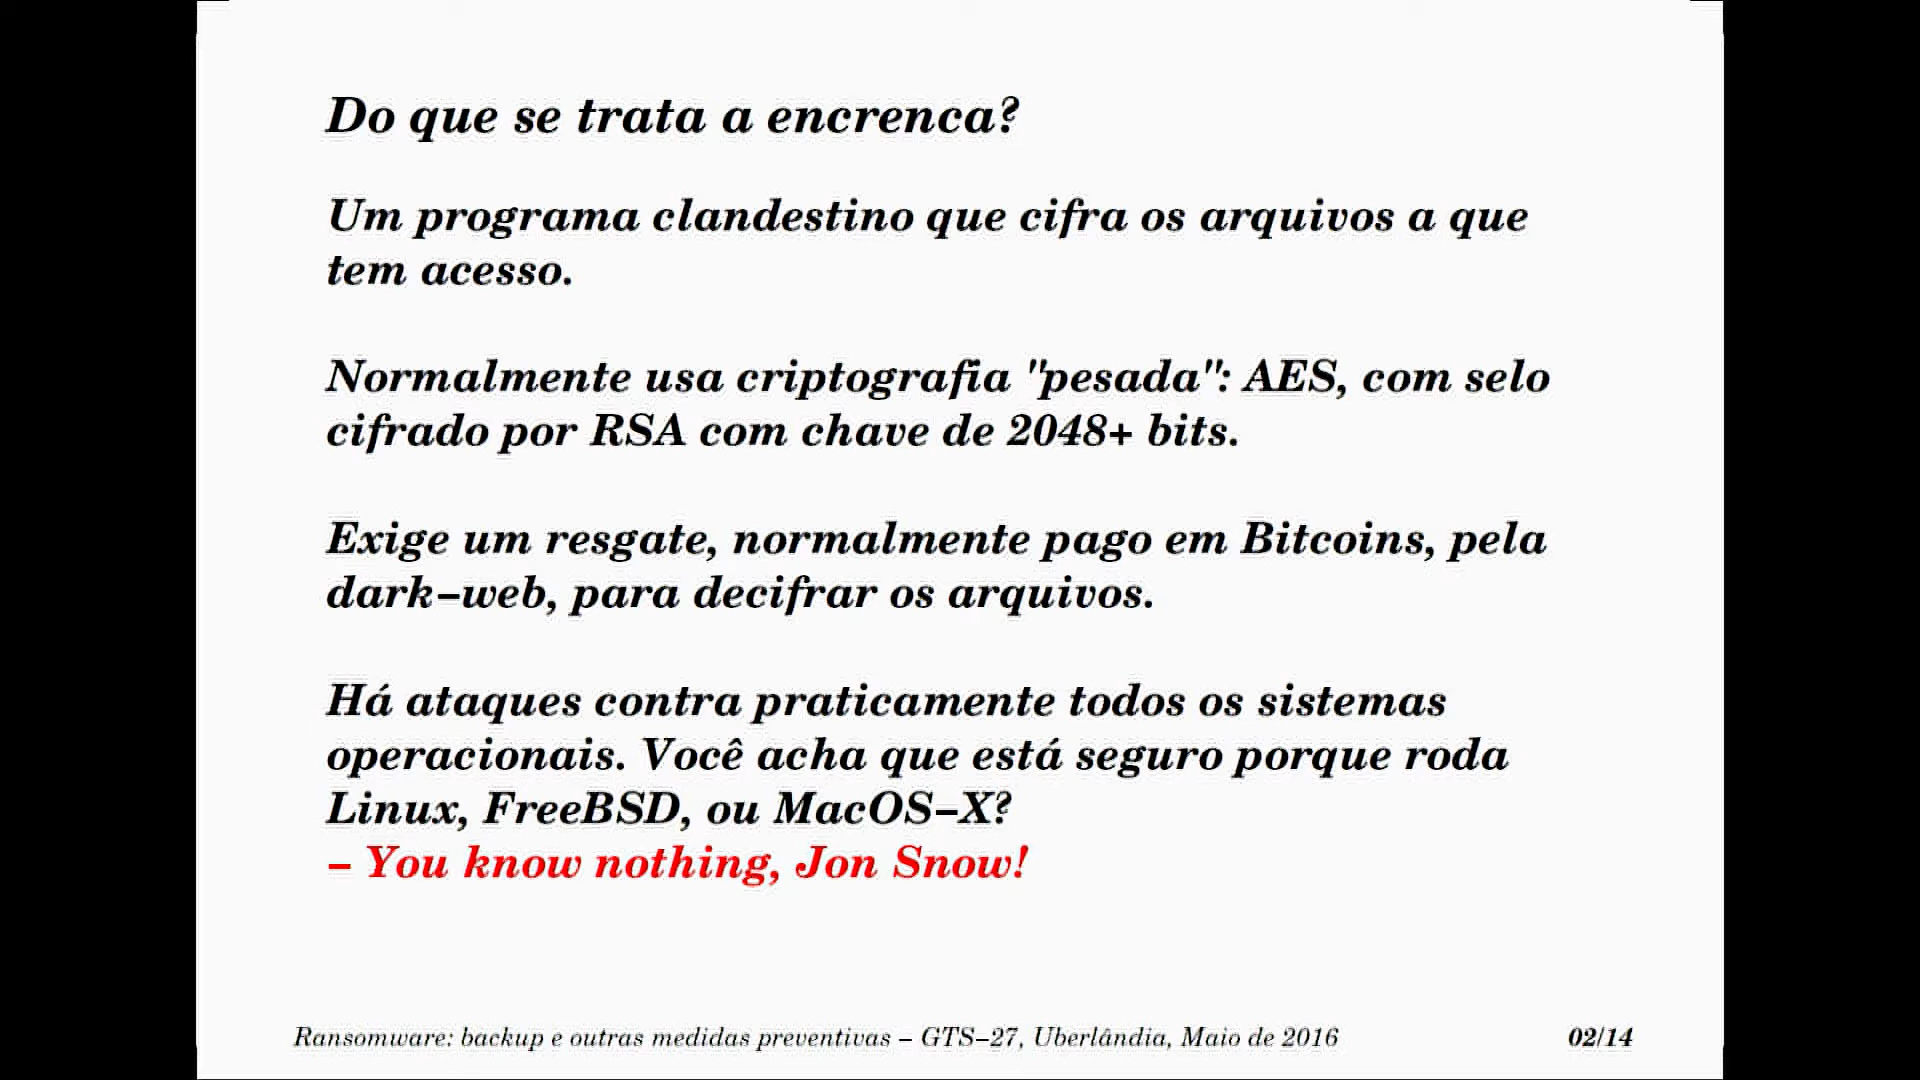 Do que se trata a encrenca?
Um programa clandestino que cifra os arquivos a que
tem acesso.
Normalmente usa criptografia "pesada": AES, com selo
cifrado por RSA com chave de 2048+ bits.
Exige um resgate, normalmente pago em Bitcoins, pela
dark−web, para decifrar os arquivos.
Há ataques contra praticamente todos os sistemas
operacionais. Você acha que está seguro porque roda
Linux, FreeBSD, ou MacOS−X?
− You know nothing, Jon Snow!
Ransomware: backup e outras medidas preventivas − GTS−27, Uberlândia, Maio de 2016
02/14